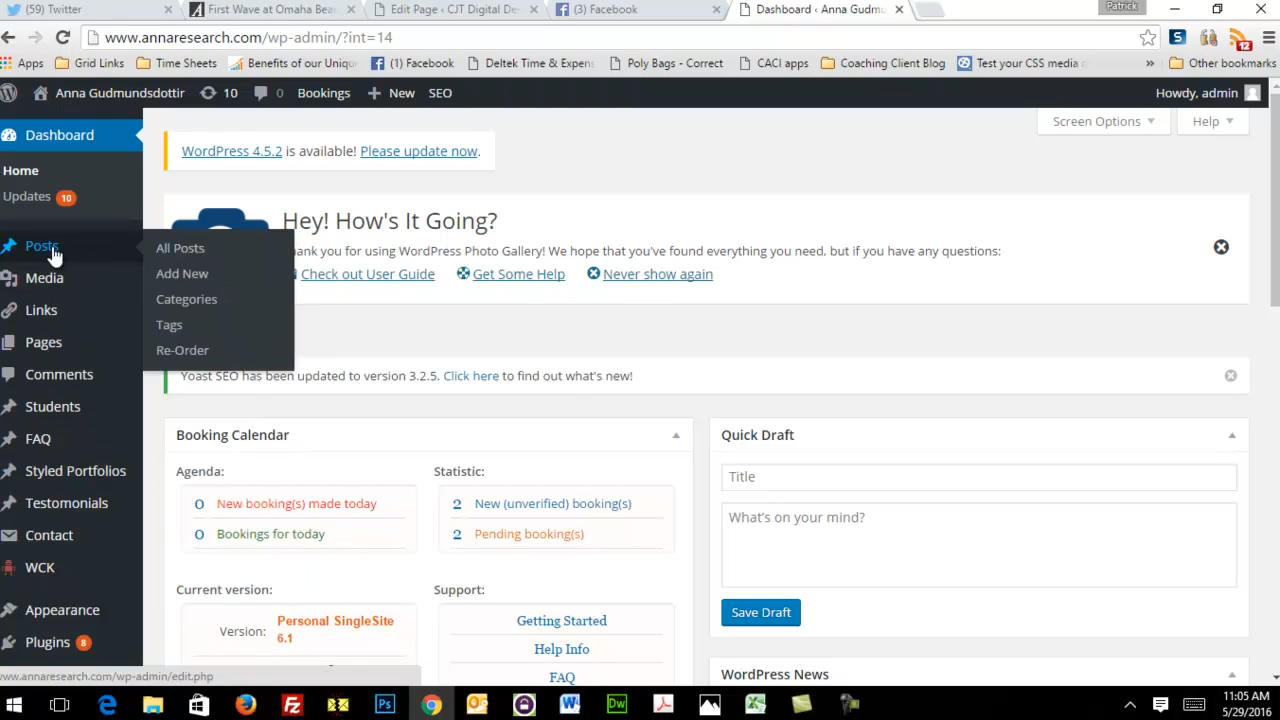 (59) Twitter
First Wave at Omaha Bea
Edit Page ‹ CJT Digital De
(3) Facebook
Dashboard ‹ Anna Gudmu
Patrick
www.annaresearch.com/wp-admin/?int=14
12
Apps
Grid Links
Time Sheets
Benefits of our Uniqu
(1) Facebook
Deltek Time & Expens
Poly Bags - Correct
CACI apps
Coaching Client Blog
Test your CSS media
»
Other bookmarks
Anna Gudmundsdottir
10
0
Bookings
New
SEO
Howdy, admin
Dashboard
Home
Updates 10
Posts
Media
Links
Pages
Comments
Students
FAQ
Styled Portfolios
Testimonials
Contact
WCK
Appearance
Plugins 8
All Posts
Add New
Categories
Tags
Re-Order
Screen Options
Help
WordPress 4.5.2 is available! Please update now.
Hey! How's It Going?
hank you for using WordPress Photo Gallery! We hope that you've found everything you need, but if you have any questions:
Check out User Guide
Get Some Help
Never show again
Yoast SEO has been updated to version 3.2.5. Click here to find out what's new!
Booking Calendar
Agenda:
0 New booking(s) made today
0 Bookings for today
Statistic:
2 New (unverified) booking(s)
2 Pending booking(s)
Current version:
Version: Personal SingleSite
6.1
Support:
Getting Started
Help Info
FAQ
Quick Draft
Title
What's on your mind?
Save Draft
WordPress News
www.annaresearch.com/wp-admin/edit.php
11:05 AM
5/29/2016